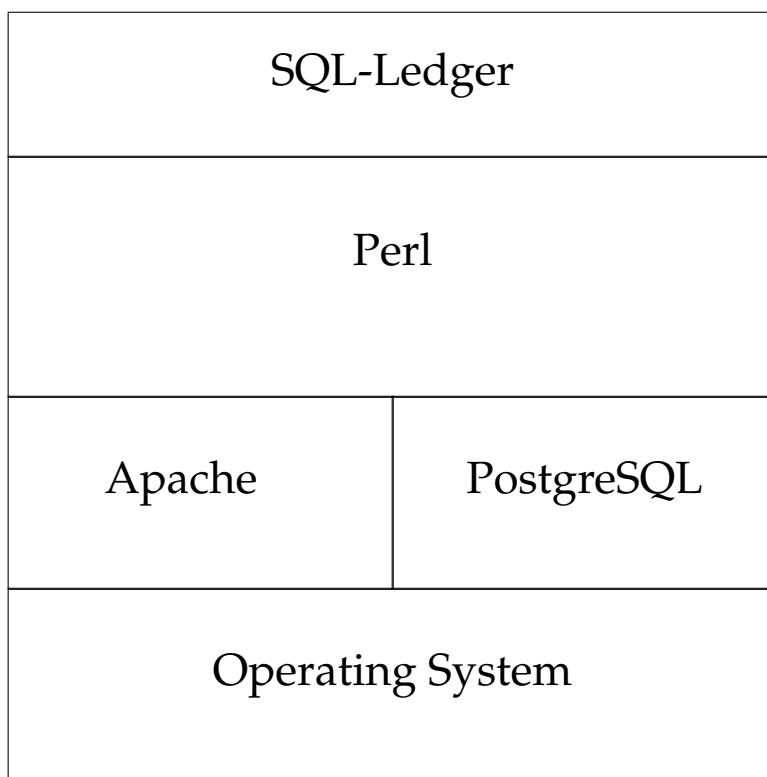 SQL-Ledger
Perl
Apache
PostgreSQL
Operating System